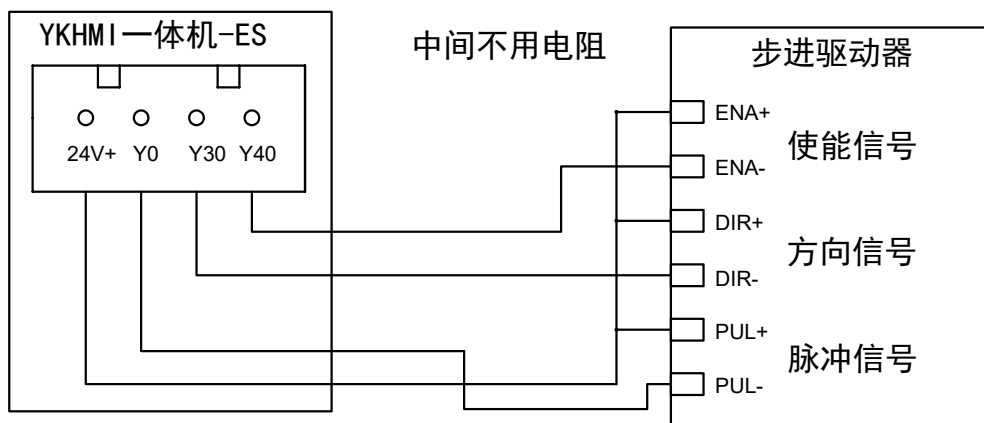 YKHMI一体机-ES
24V+ Y0 Y30 Y40
中间不用电阻
步进驱动器
ENA+
使能信号
ENA-
DIR+
方向信号
DIR-
PUL+
脉冲信号
PUL-